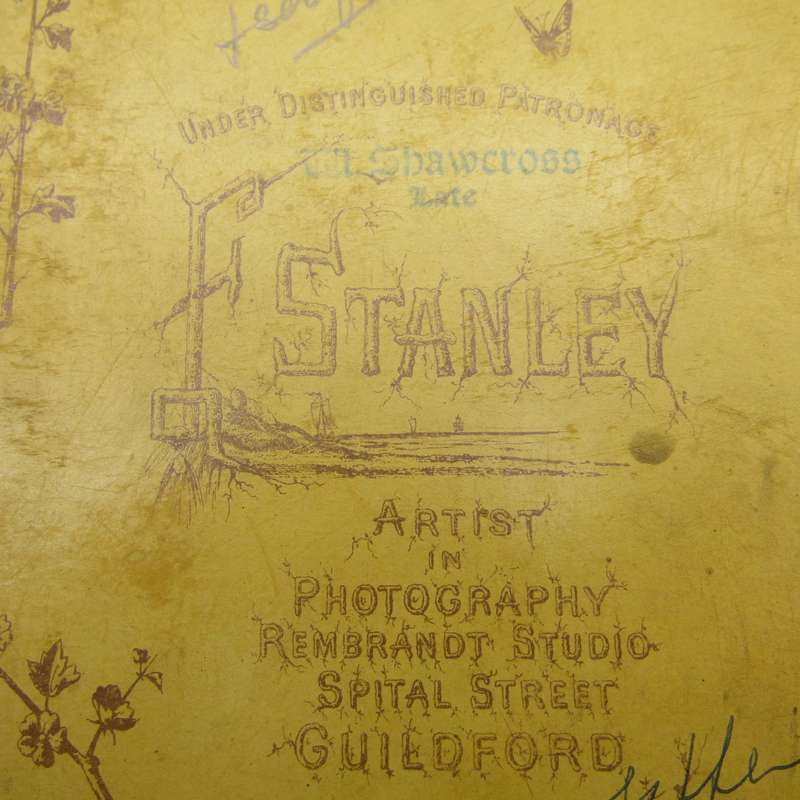 UNDER DISTINGUISHED PATRONAGE
Shawcross
Late
F STANLEY
ARTIST
IN
PHOTOGRAPHY
REMBRANDT STUDIO
SPITAL STREET
GUILDFORD